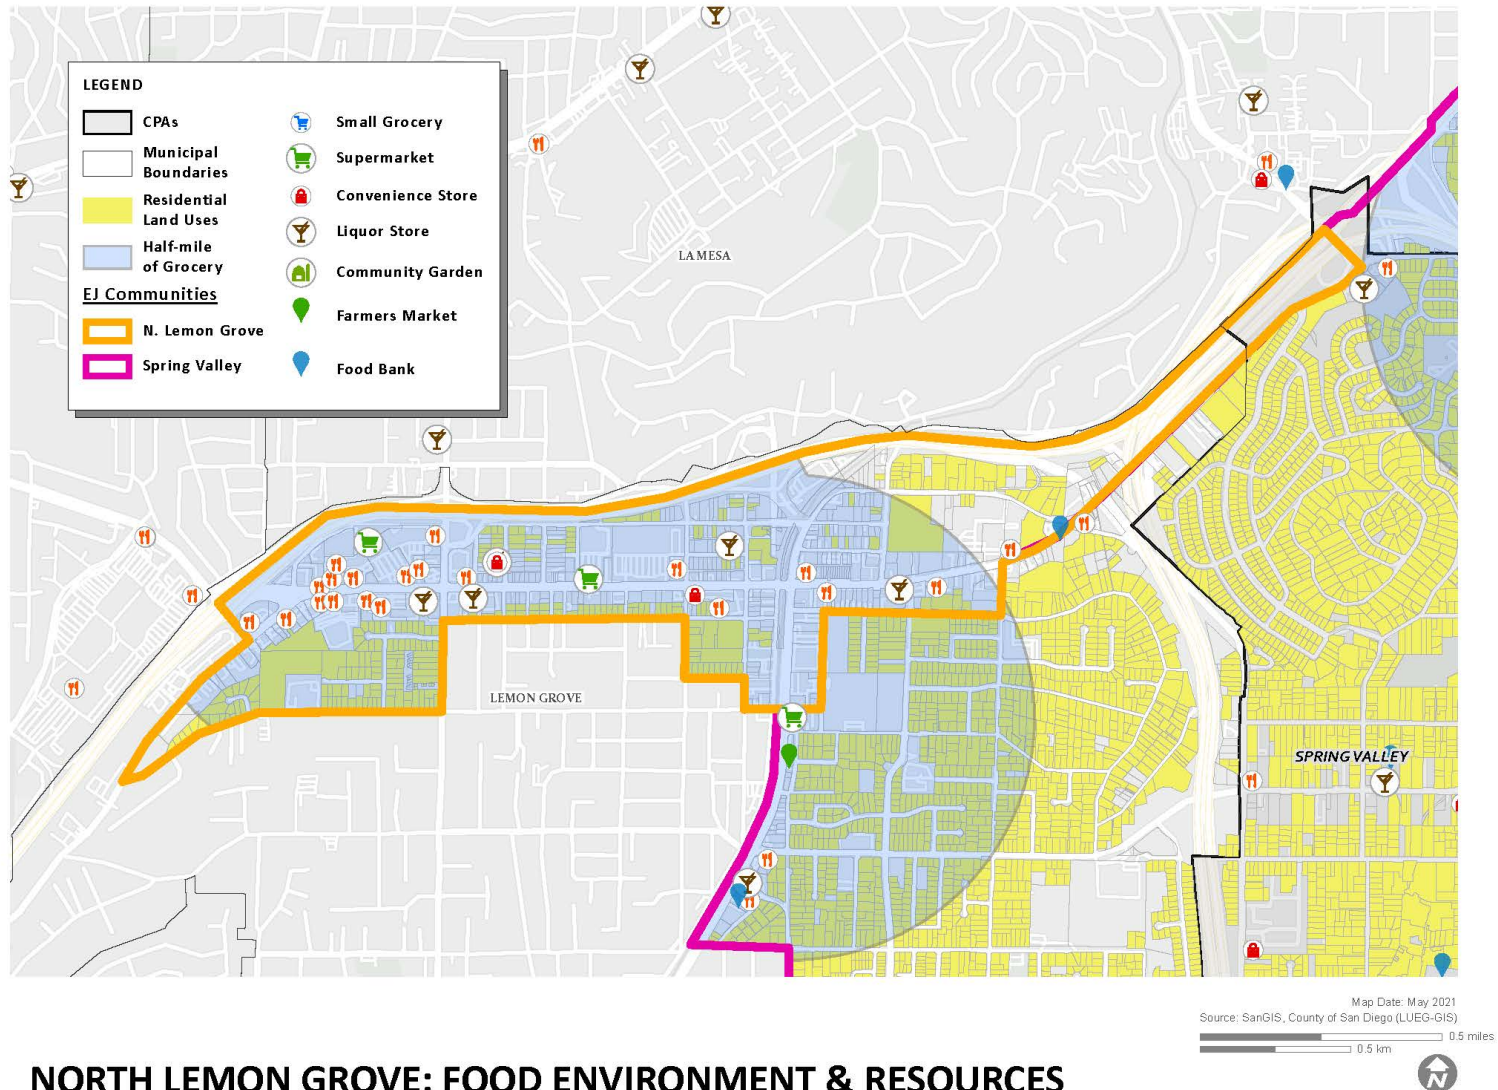 LEGEND
CPAs
Municipal
Boundaries
Residential
Land Uses
Half-mile
of Grocery
EJ Communities
N. Lemon Grove
Spring Valley
Small Grocery
Supermarket
Convenience Store
Liquor Store
Community Garden
Farmers Market
Food Bank
LA MESA
LEMON GROVE
SPRING VALLEY
Map Date: May 2021
Source: SanGIS, County of San Diego (LUEG-GIS)
0.5 miles
0.5 km
N
NORTH LEMON GROVE: FOOD ENVIRONMENT & RESOURCES